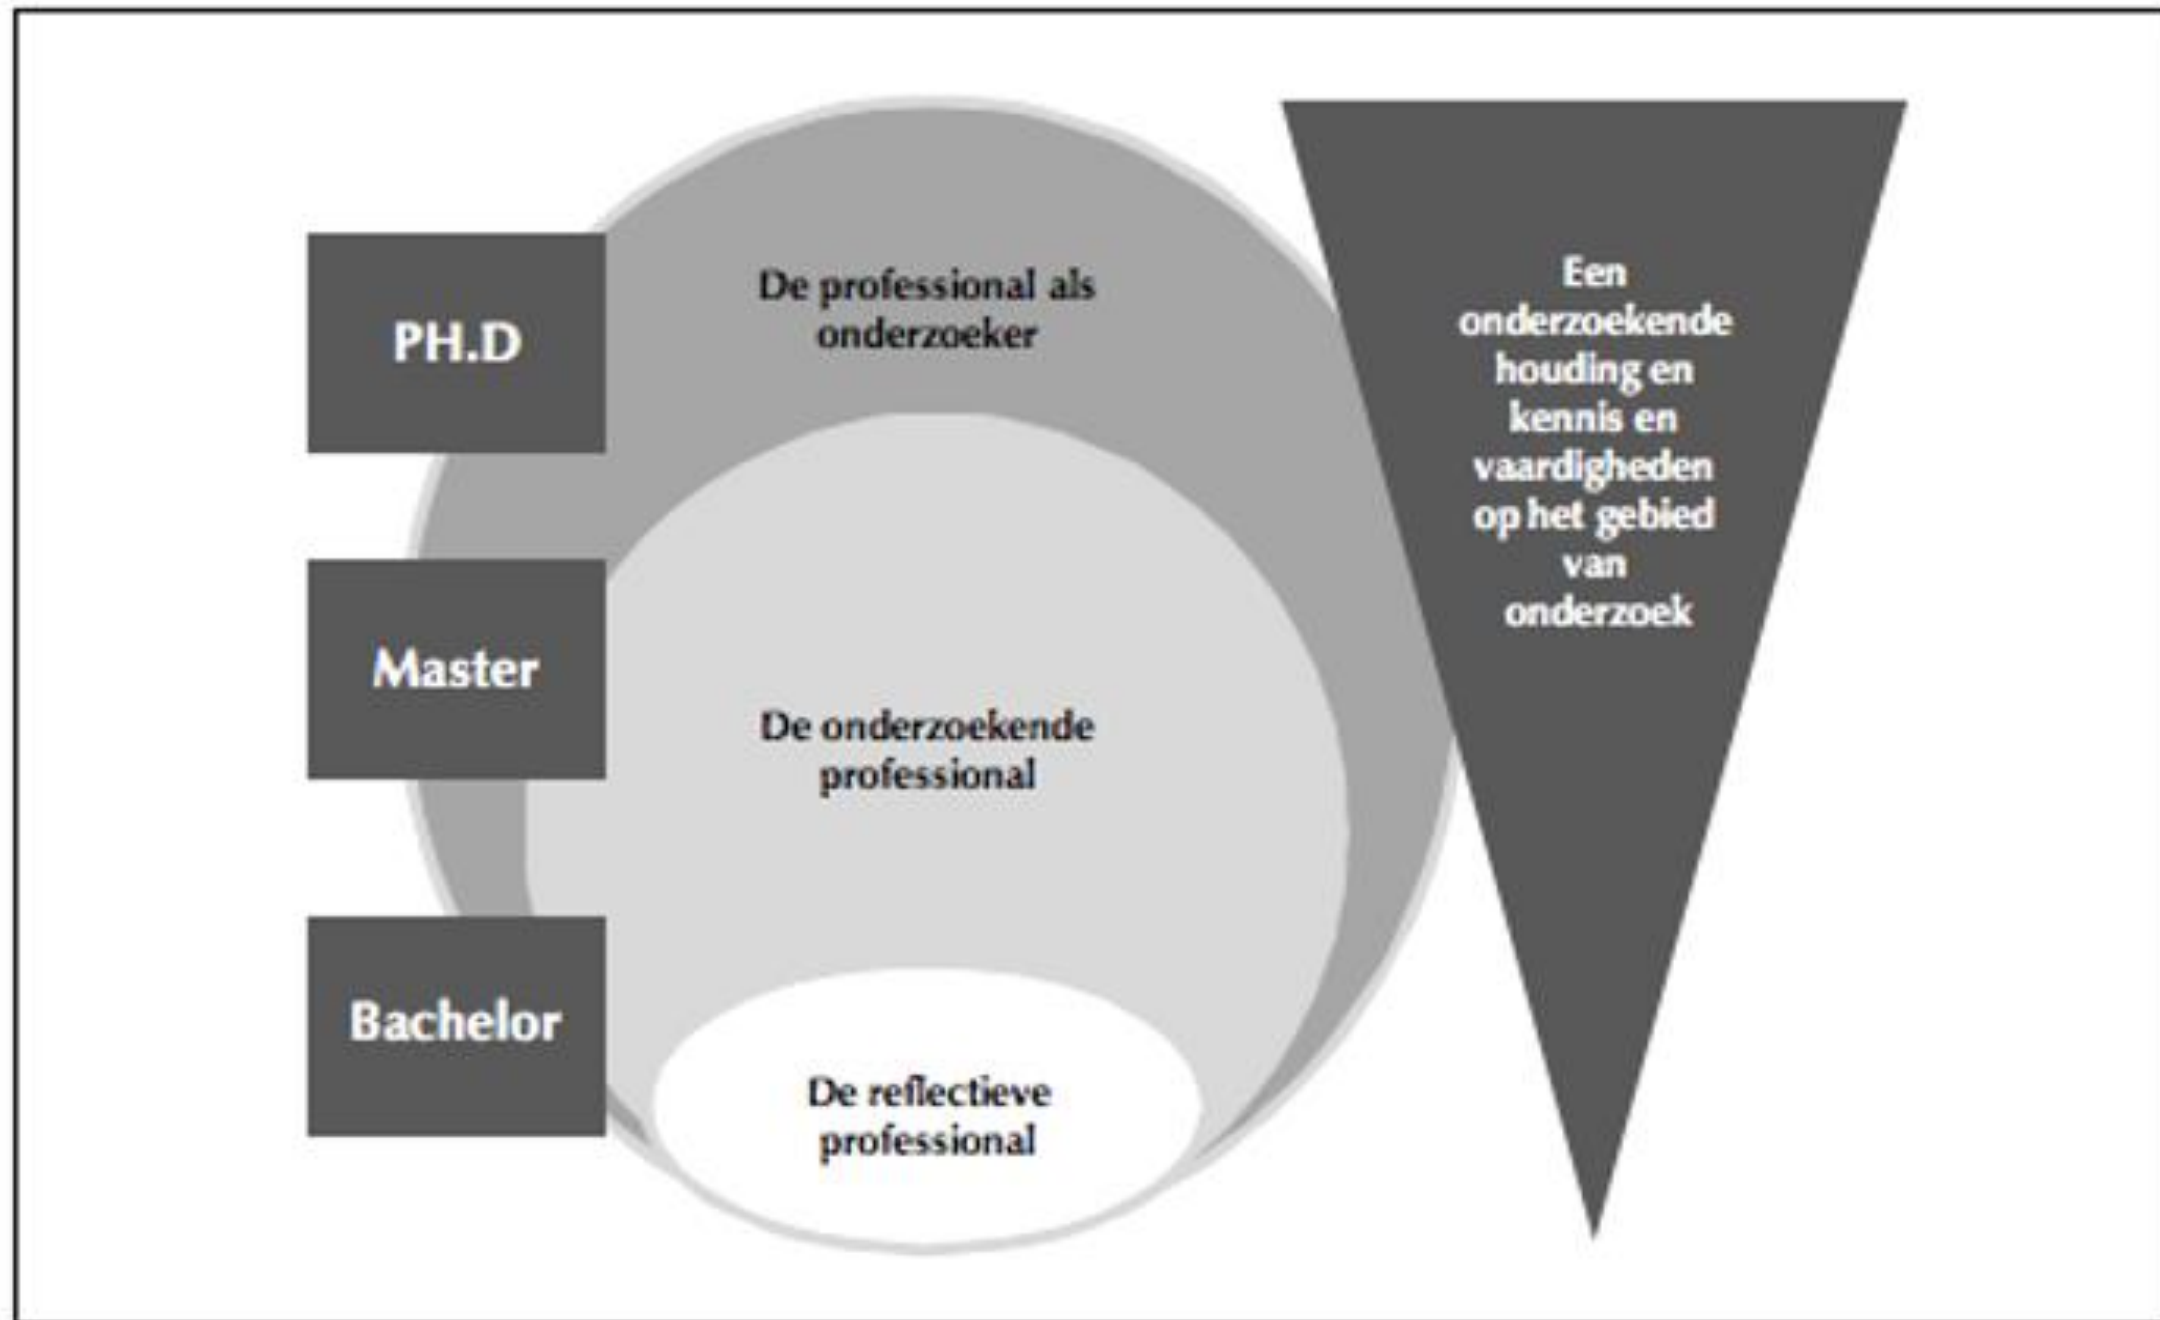 PH.D
De professional als
onderzoeker
Master
De onderzoekende
professional
Bachelor
De reflectieve
professional
Een
onderzoekende
houding en
kennis en
vaardigheden
op het gebied
van
onderzoek